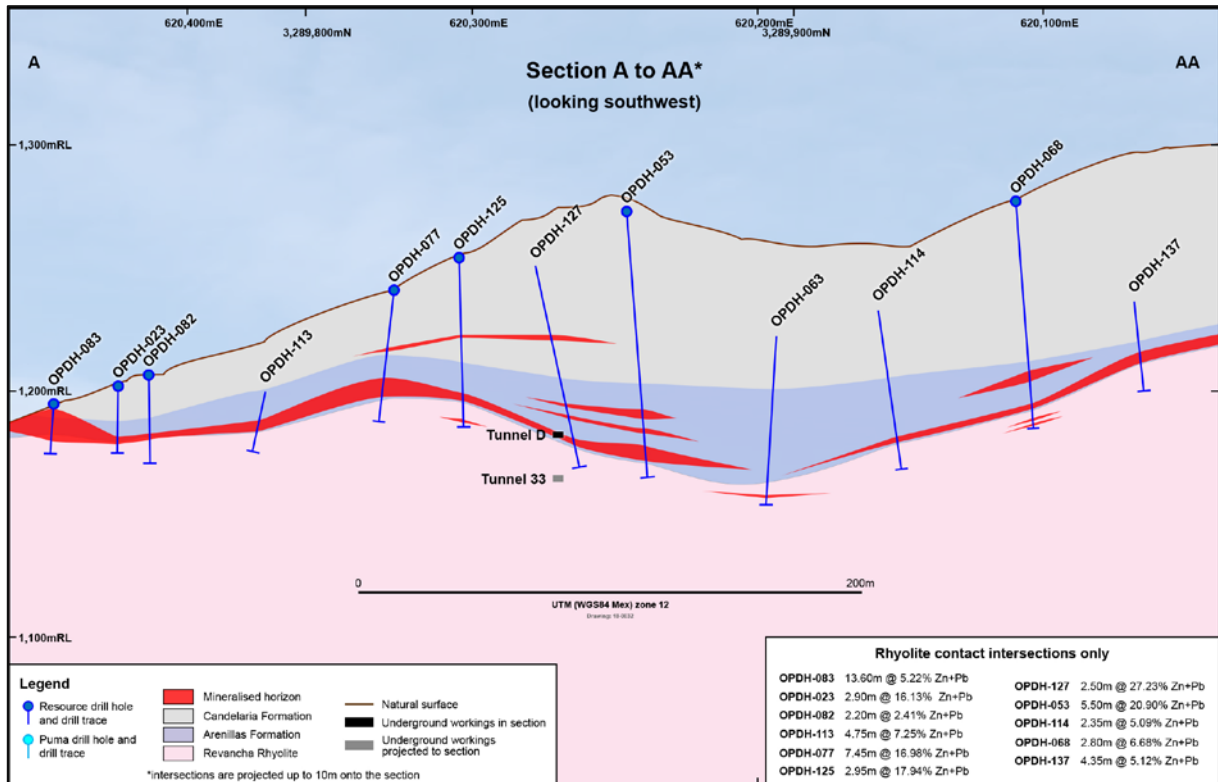 620,400mE
3,289,800mN
620,300mE
620,200mE
3,289,900mN
620,100mE
A
Section A to AA*
AA
(looking southwest)
1,300mRL
OPDH-053
OPDH-068
OPDH-125
OPDH-127
OPDH-077
OPDH-137
OPDH-114
OPDH-063
OPDH-023
OPDH-082
OPDH-083
OPDH-113
1,200mRL
Tunnel D
Tunnel 33
0
200m
UTM (WGS84 Mex) zone 12
1,100mRL
Legend
Resource drill hole
and drill trace
Puma drill hole and
drill trace
Mineralised horizon
Candelaria Formation
Arenillas Formation
Revancha Rhyolite
Natural surface
Underground workings in section
Underground workings
projected to section
*intersections are projected up to 10m onto the section
Rhyolite contact intersections only
OPDH-083 13.60m @ 5.22% Zn+Pb
OPDH-023 2.90m @ 16.13% Zn+Pb
OPDH-082 2.20m @ 2.41% Zn+Pb
OPDH-113 4.75m @ 7.25% Zn+Pb
OPDH-077 7.45m @ 16.98% Zn+Pb
OPDH-125 2.95m @ 17.94% Zn+Pb
OPDH-127 2.50m @ 27.23% Zn+Pb
OPDH-053 5.50m @ 20.90% Zn+Pb
OPDH-114 2.35m @ 5.09% Zn+Pb
OPDH-068 2.80m @ 6.68% Zn+Pb
OPDH-137 4.35m @ 5.12% Zn+Pb